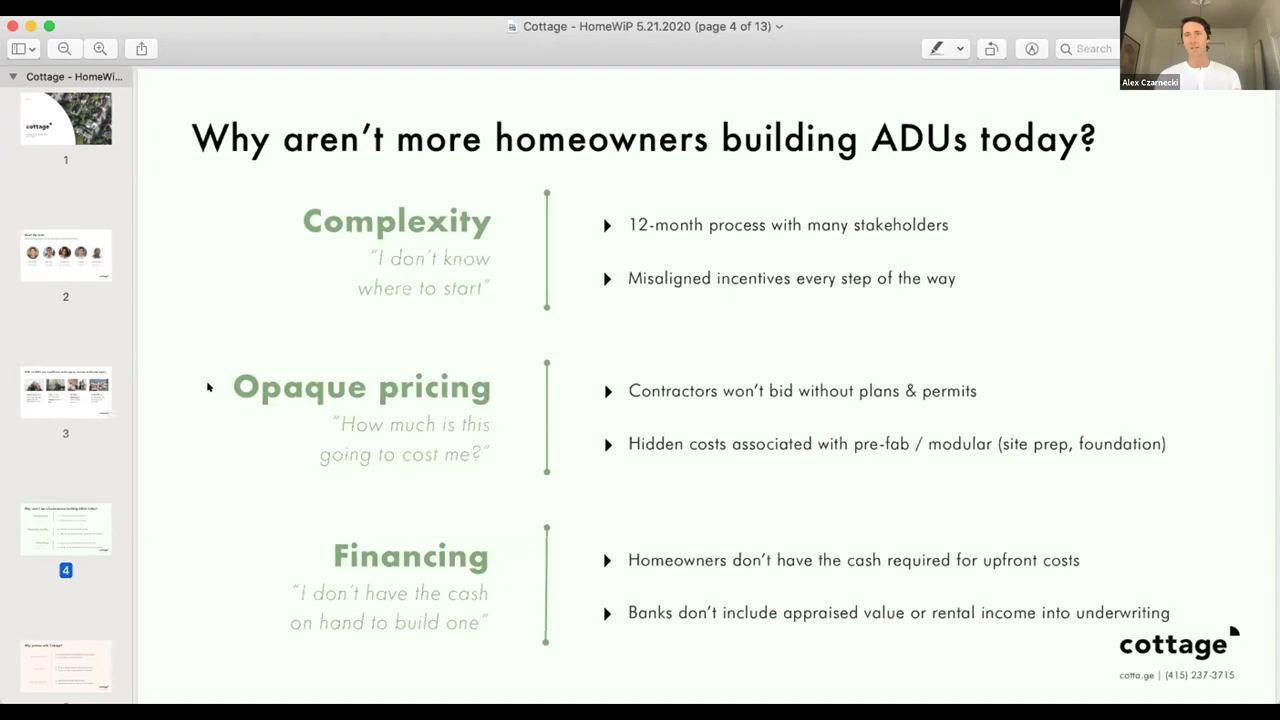 Cottage - HomeWiP 5.21.2020 (page 4 of 13)
Search
Alex Czarnecki
Cottage - HomeWi...
cottage
1
2
3
4
Why aren't more homeowners building ADUs today?
Complexity
"I don't know
where to start"
12-month process with many stakeholders
Misaligned incentives every step of the way
Opaque pricing
"How much is this
going to cost me?"
Contractors won't bid without plans & permits
Hidden costs associated with pre-fab / modular (site prep, foundation)
Financing
"I don't have the cash
on hand to build one"
Homeowners don't have the cash required for upfront costs
Banks don't include appraised value or rental income into underwriting
cottage
cotta.ge | (415) 237-3715